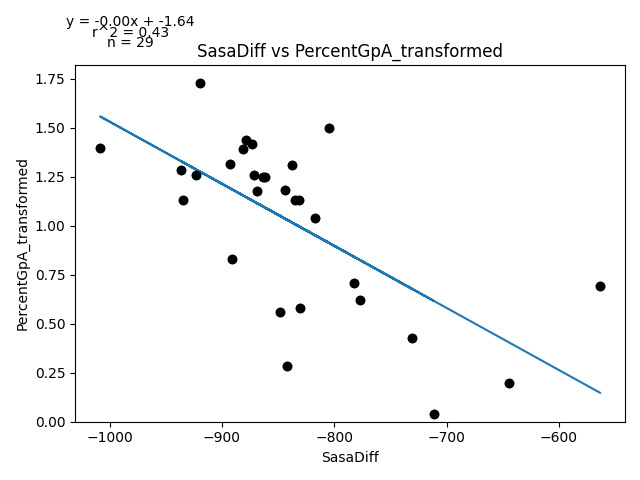 y = -0.00x + -1.64
r^2 = 0.43
n = 29
SasaDiff vs PercentGpA_transformed
PercentGpA_transformed
1.75
1.50
1.25
1.00
0.75
0.50
0.25
0.00
−1000 −900 −800 −700 −600
SasaDiff